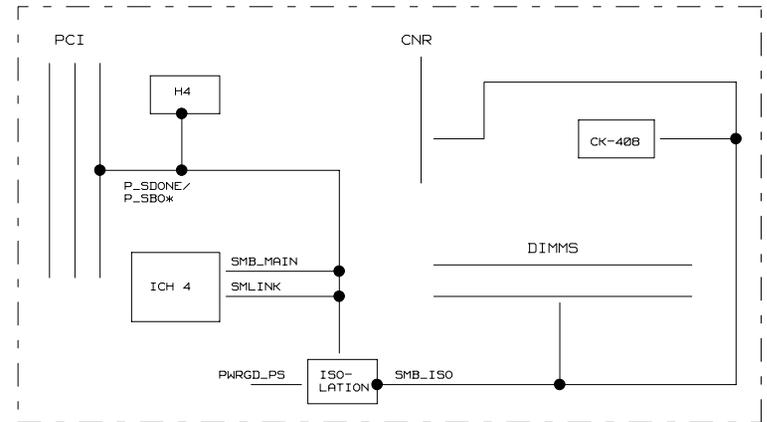 PCI
CNR
H4
CK-408
P_SDONE/
P_SBO*
DIMMS
SMB_MAIN
ICH 4
SMLINK
PWRGD_PS
ISO-
LATION
SMB_ISO